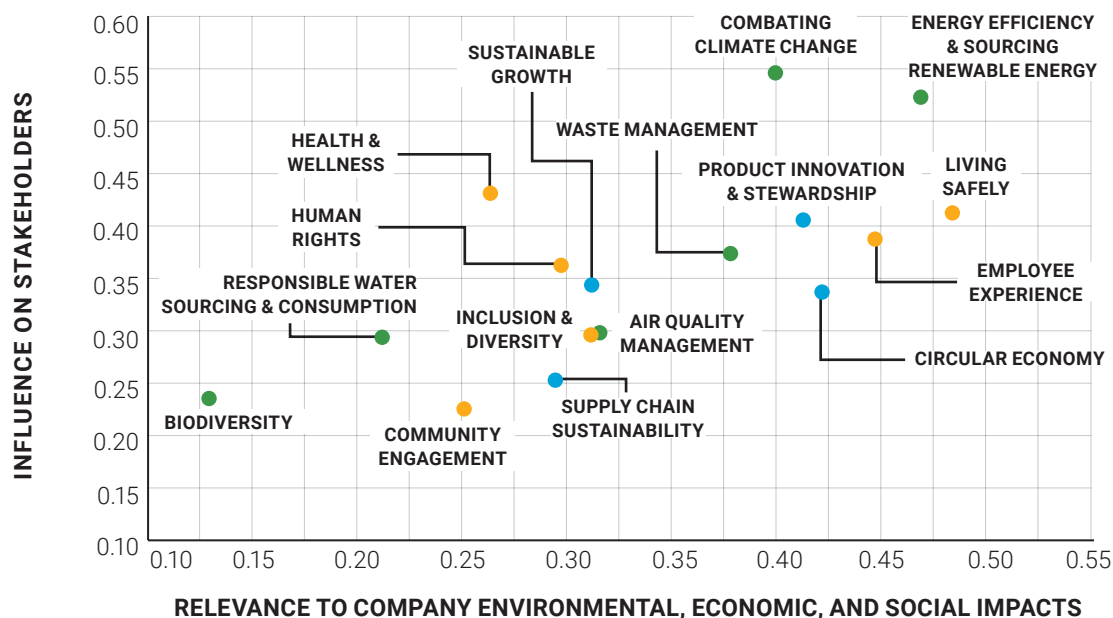 0.60
0.55
0.50
0.45
0.40
0.35
0.30
0.25
0.20
0.15
0.10
INFLUENCE ON STAKEHOLDERS
COMBATING
CLIMATE CHANGE
ENERGY EFFICIENCY
& SOURCING
RENEWABLE ENERGY
SUSTAINABLE
GROWTH
WASTE MANAGEMENT
HEALTH &
WELLNESS
PRODUCT INNOVATION
& STEWARDSHIP
LIVING
SAFELY
HUMAN
RIGHTS
EMPLOYEE
EXPERIENCE
RESPONSIBLE WATER
SOURCING & CONSUMPTION
INCLUSION &
DIVERSITY
AIR QUALITY
MANAGEMENT
CIRCULAR ECONOMY
BIODIVERSITY
COMMUNITY
ENGAGEMENT
SUPPLY CHAIN
SUSTAINABILITY
0.10 0.15 0.20 0.25 0.30 0.35 0.40 0.45 0.50 0.55
RELEVANCE TO COMPANY ENVIRONMENTAL, ECONOMIC, AND SOCIAL IMPACTS